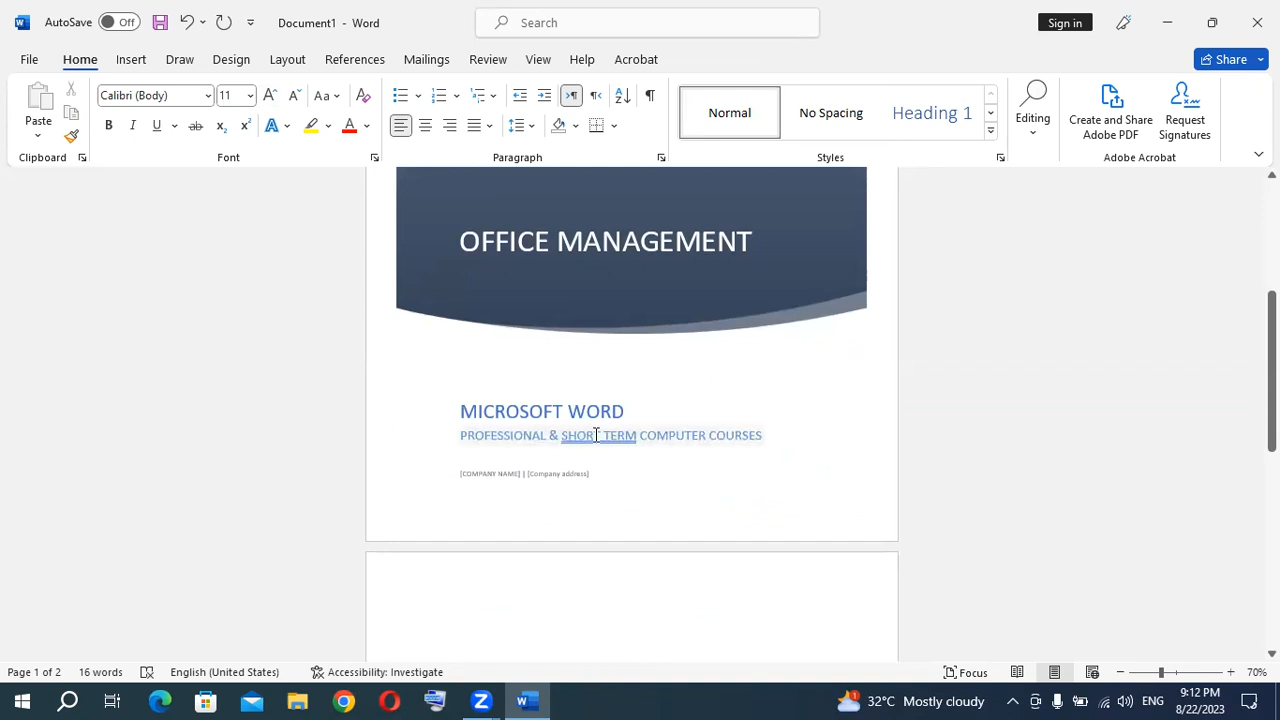 AutoSave Off Document1 - Word Search Sign in
File Home Insert Draw Design Layout References Mailings Review View Help Acrobat Share
Paste Calibri (Body) 11 Aa Normal No Spacing Heading 1 Editing Create and Share Adobe PDF Request Signatures
Clipboard Font Paragraph Styles Adobe Acrobat
OFFICE MANAGEMENT
MICROSOFT WORD
PROFESSIONAL & SHORT TERM COMPUTER COURSES
[COMPANY NAME] | [Company address]
Page 1 of 2 16 words English (United States) Accessibility: Investigate Focus 70%
32°C Mostly cloudy ENG 9:12 PM
8/22/2023